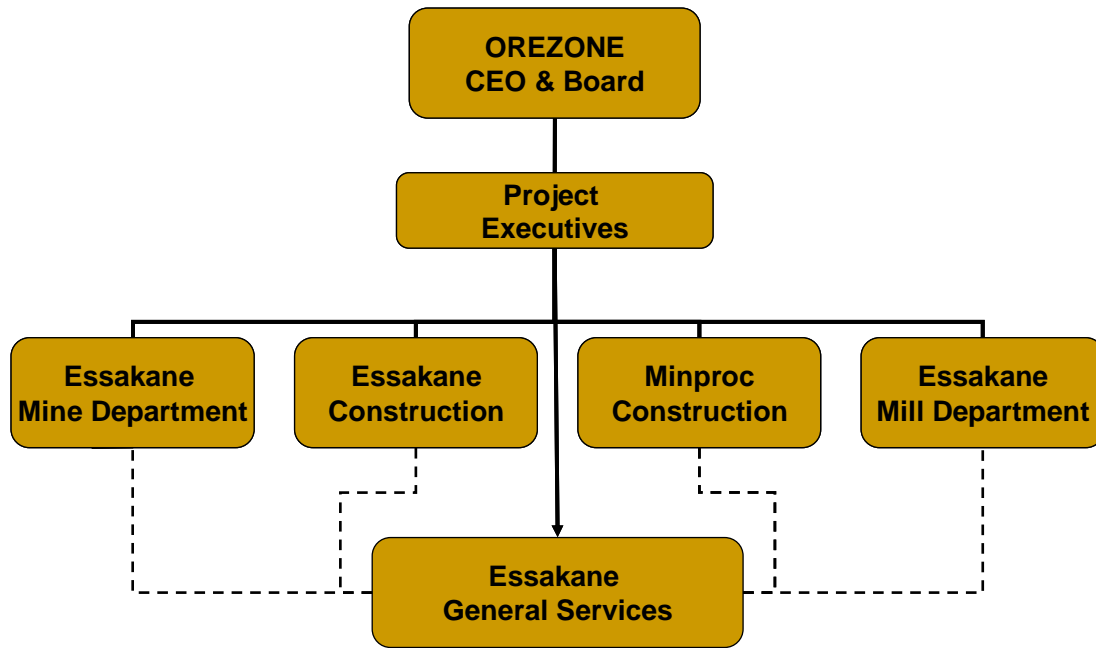 OREZONE
CEO & Board
Project
Executives
Essakane
Mine Department
Essakane
Construction
Minproc
Construction
Essakane
Mill Department
Essakane
General Services